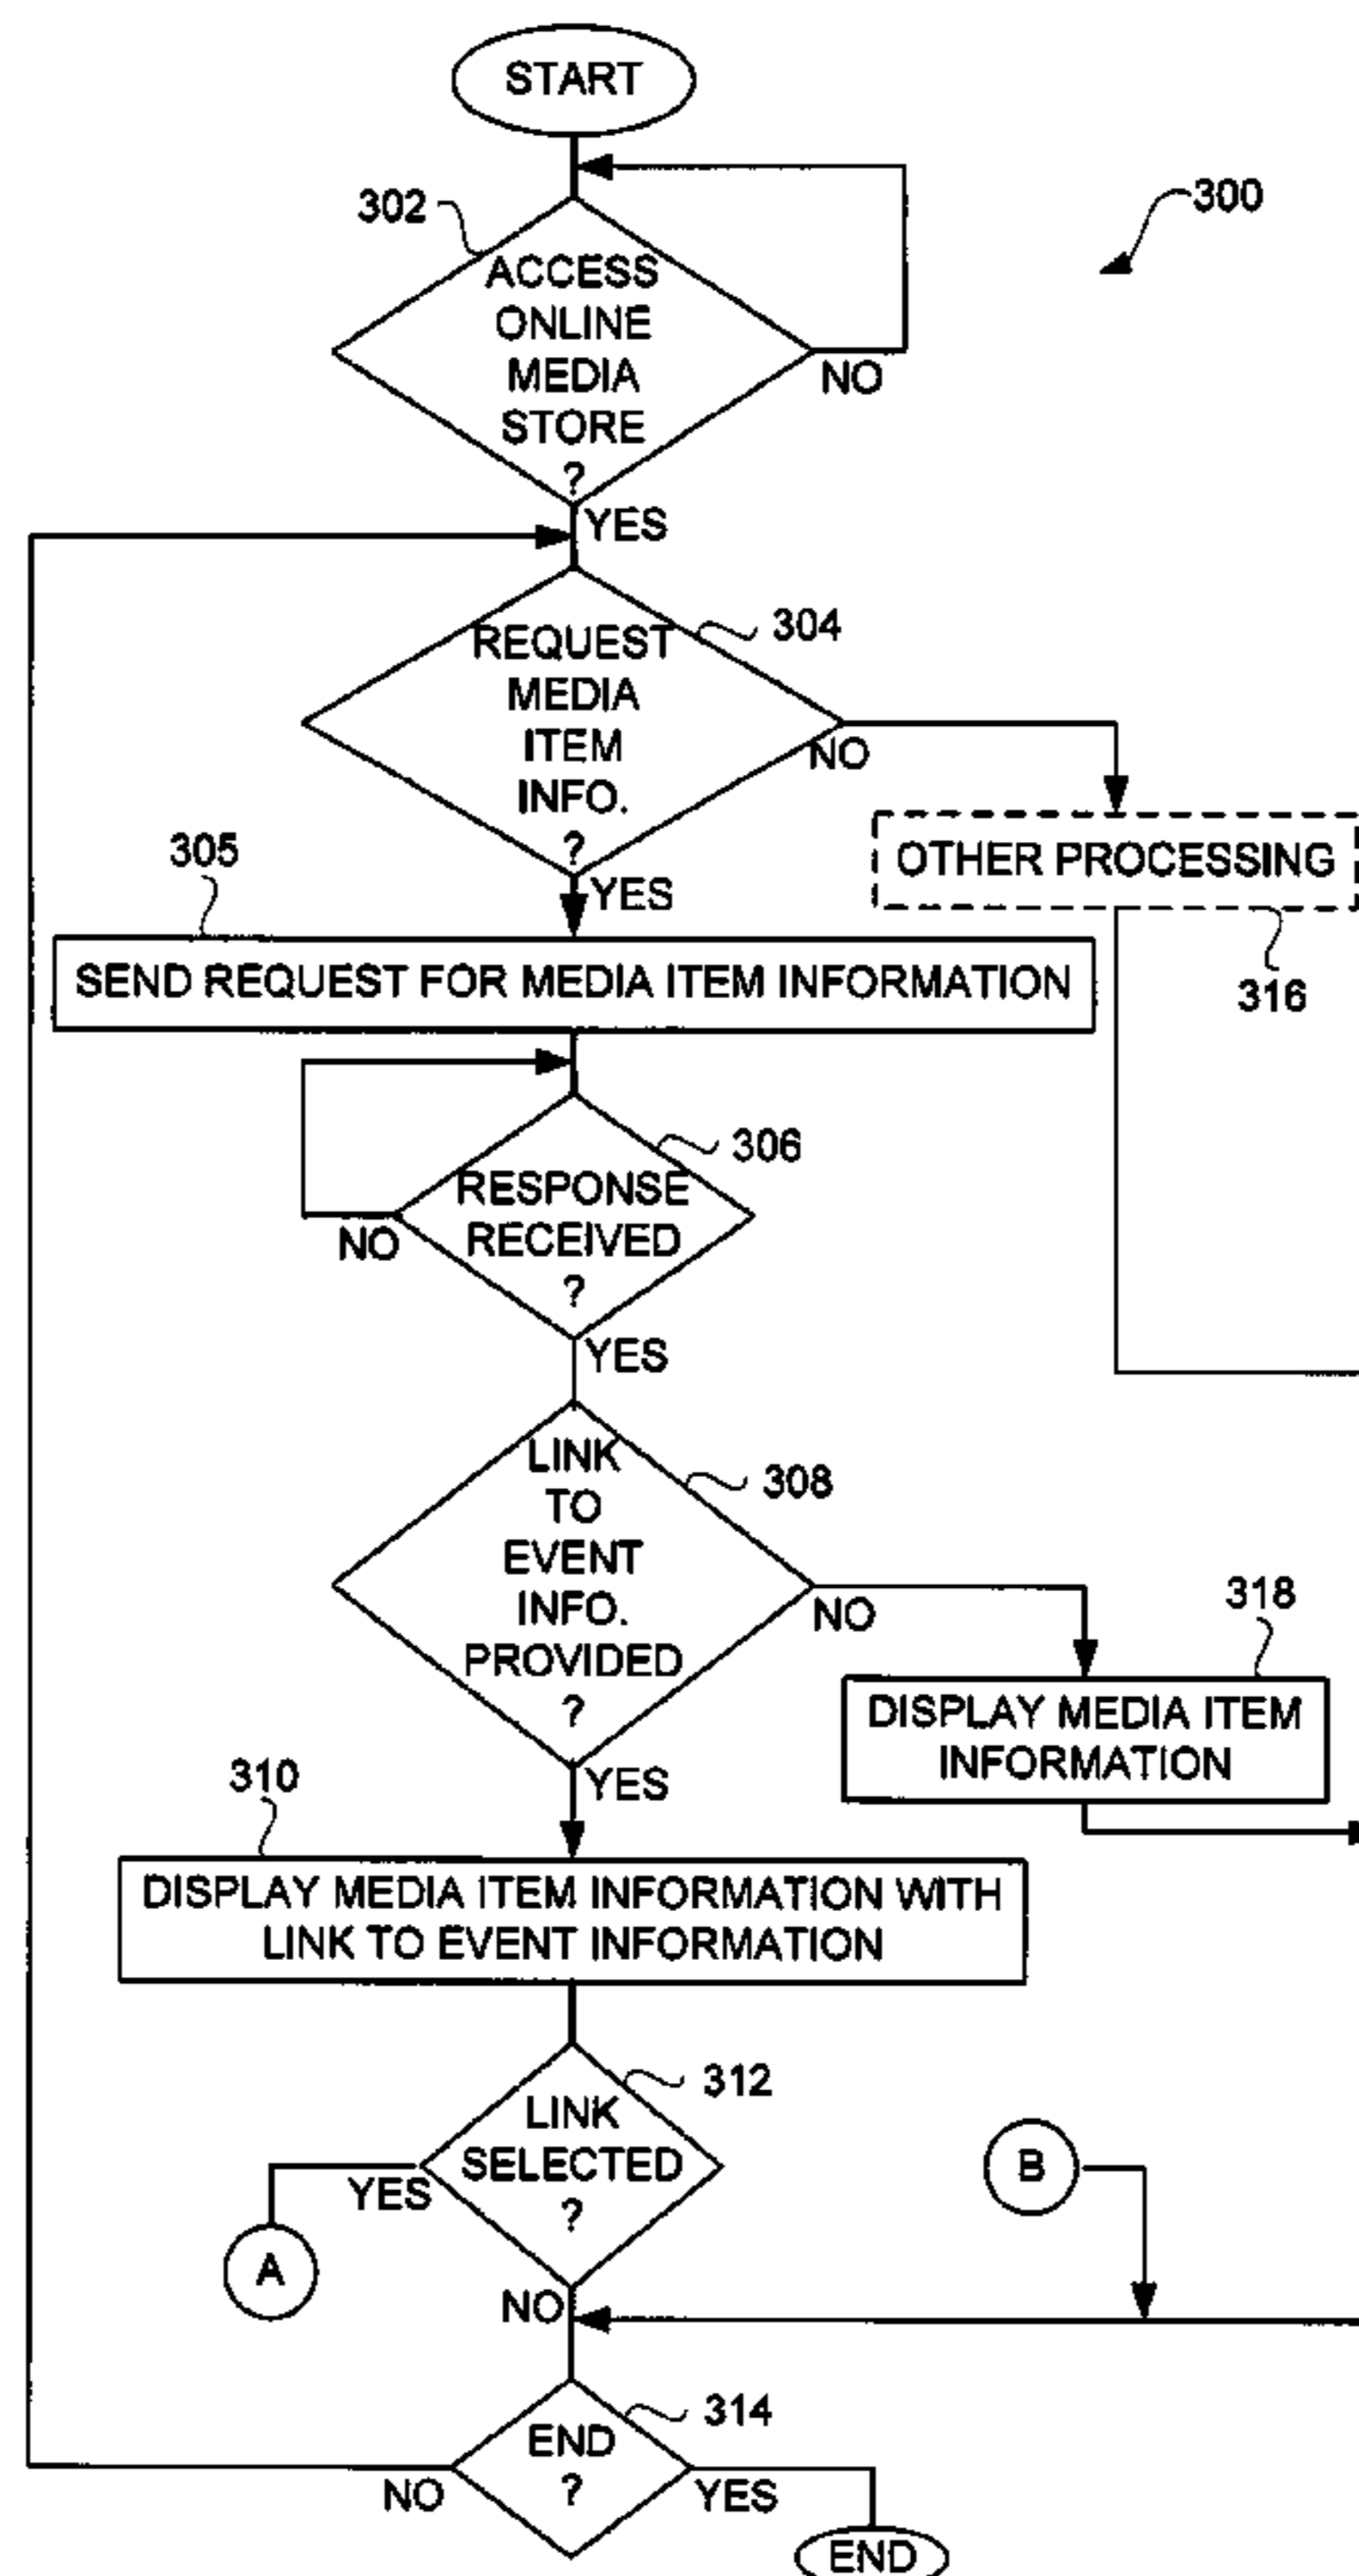 START
300
302
ACCESS
ONLINE
MEDIA
STORE
?
NO
YES
REQUEST
MEDIA
ITEM
INFO.
?
304
NO
YES
OTHER PROCESSING
316
305
SEND REQUEST FOR MEDIA ITEM INFORMATION
306
RESPONSE
RECEIVED
?
NO
YES
LINK
TO
EVENT
INFO.
PROVIDED
?
308
NO
YES
318
DISPLAY MEDIA ITEM
INFORMATION
310
DISPLAY MEDIA ITEM INFORMATION WITH
LINK TO EVENT INFORMATION
312
LINK
SELECTED
?
YES
A
B
NO
314
END
?
NO
YES
END